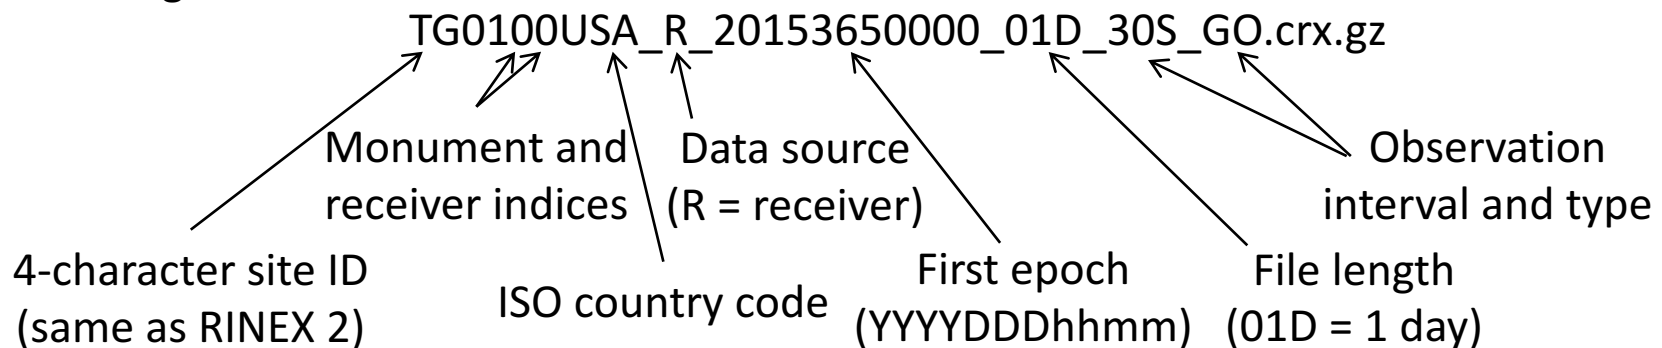 TG0100USA_R_20153650000_01D_30S_GO.crx.gz
Monument and
receiver indices
Data source
(R = receiver)
Observation
interval and type
4-character site ID
(same as RINEX 2)
ISO country code
First epoch
(YYYYDDDhhmm)
File length
(01D = 1 day)